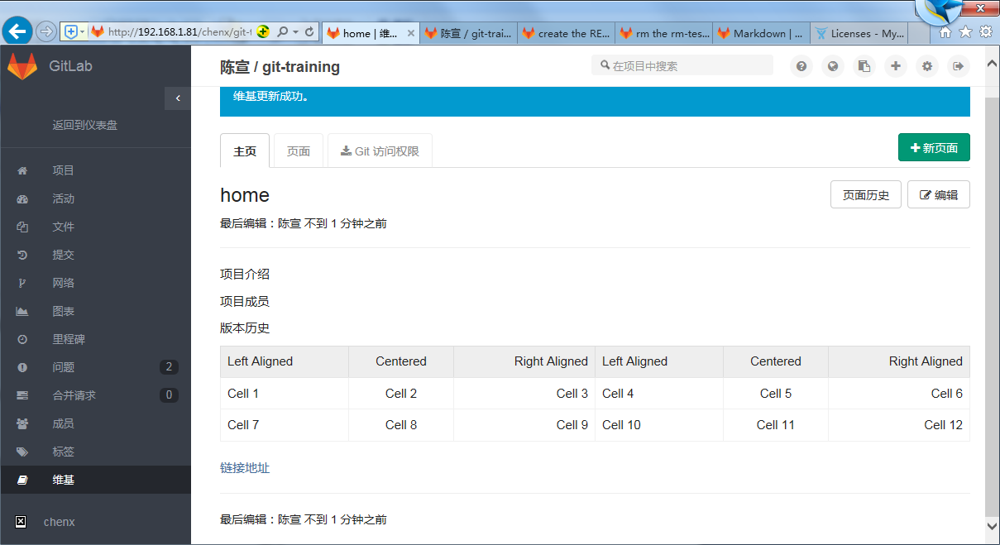 http://192.168.1.81/chenx/git-t
home | 维...
陈宣 / git-trai...
create the RE...
rm the rm-tes...
Markdown | ...
Licenses - My...
GitLab
陈宣 / git-training
在项目中搜索
维基更新成功。
返回到仪表盘
项目
活动
文件
提交
网络
图表
里程碑
问题 2
合并请求 0
成员
标签
维基
chenx
主页 页面 Git 访问权限
新页面
home
页面历史 编辑
最后编辑：陈宣 不到 1 分钟之前
项目介绍
项目成员
版本历史
Left Aligned Centered Right Aligned Left Aligned Centered Right Aligned
Cell 1 Cell 2 Cell 3 Cell 4 Cell 5 Cell 6
Cell 7 Cell 8 Cell 9 Cell 10 Cell 11 Cell 12
链接地址
最后编辑：陈宣 不到 1 分钟之前